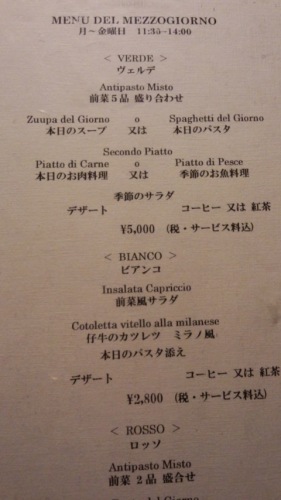 MENU DEL MEZZOGIORNO
月～金曜日 11:35-14:00
< VERDE >
ヴェルデ
Antipasto Misto
前菜5品 盛り合わせ
Zuupa del Giorno o Spaghetti del Giorno
本日のスープ 又は 本日のパスタ
Secondo Piatto
Piatto di Carne o Piatto di Pesce
本日のお肉料理 又は 季節のお魚料理
季節のサラダ
デザート コーヒー 又は 紅茶
¥5,000 (税・サービス料込)
< BIANCO >
ビアンコ
Insalata Capriccio
前菜風サラダ
Cotoletta vitello alla milanese
仔牛のカツレツ ミラノ風
本日のパスタ添え
デザート コーヒー 又は 紅茶
¥2,800 (税・サービス料込)
< ROSSO >
ロッソ
Antipasto Misto
前菜 2品 盛合せ